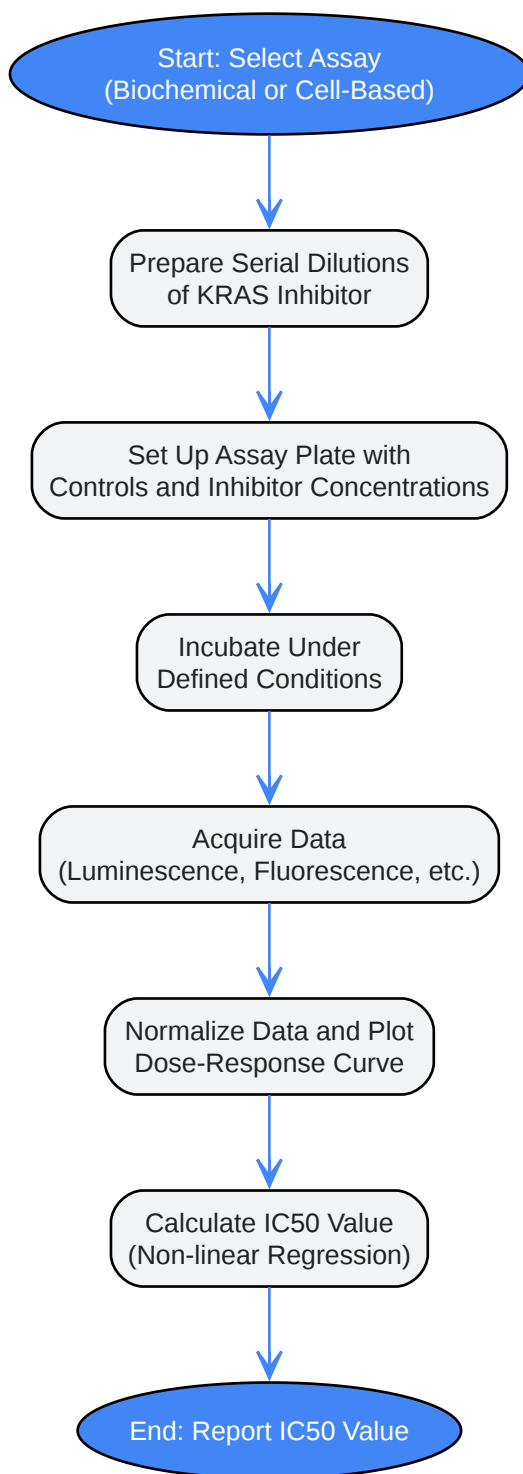 Start: Select Assay
(Biochemical or Cell-Based)
Prepare Serial Dilutions
of KRAS Inhibitor
Set Up Assay Plate with
Controls and Inhibitor Concentrations
Incubate Under
Defined Conditions
Acquire Data
(Luminescence, Fluorescence, etc.)
Normalize Data and Plot
Dose-Response Curve
Calculate IC50 Value
(Non-linear Regression)
End: Report IC50 Value